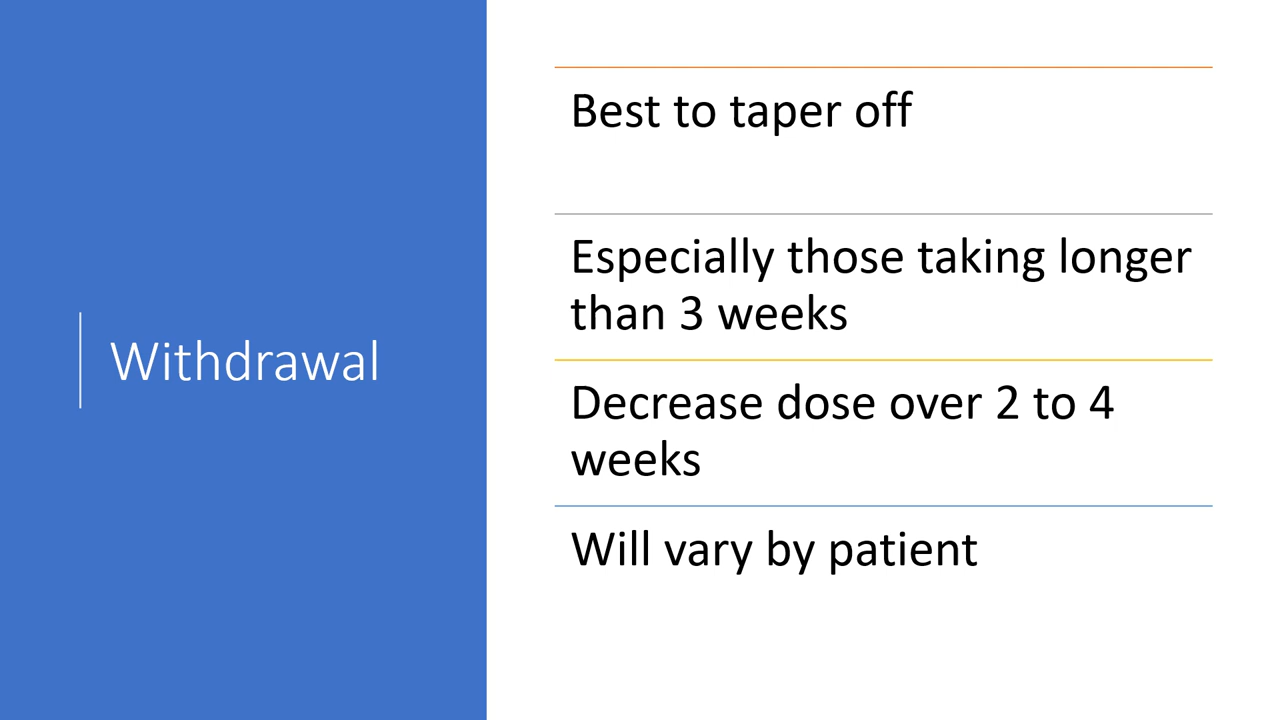 Withdrawal
Best to taper off
Especially those taking longer
than 3 weeks
Decrease dose over 2 to 4
weeks
Will vary by patient